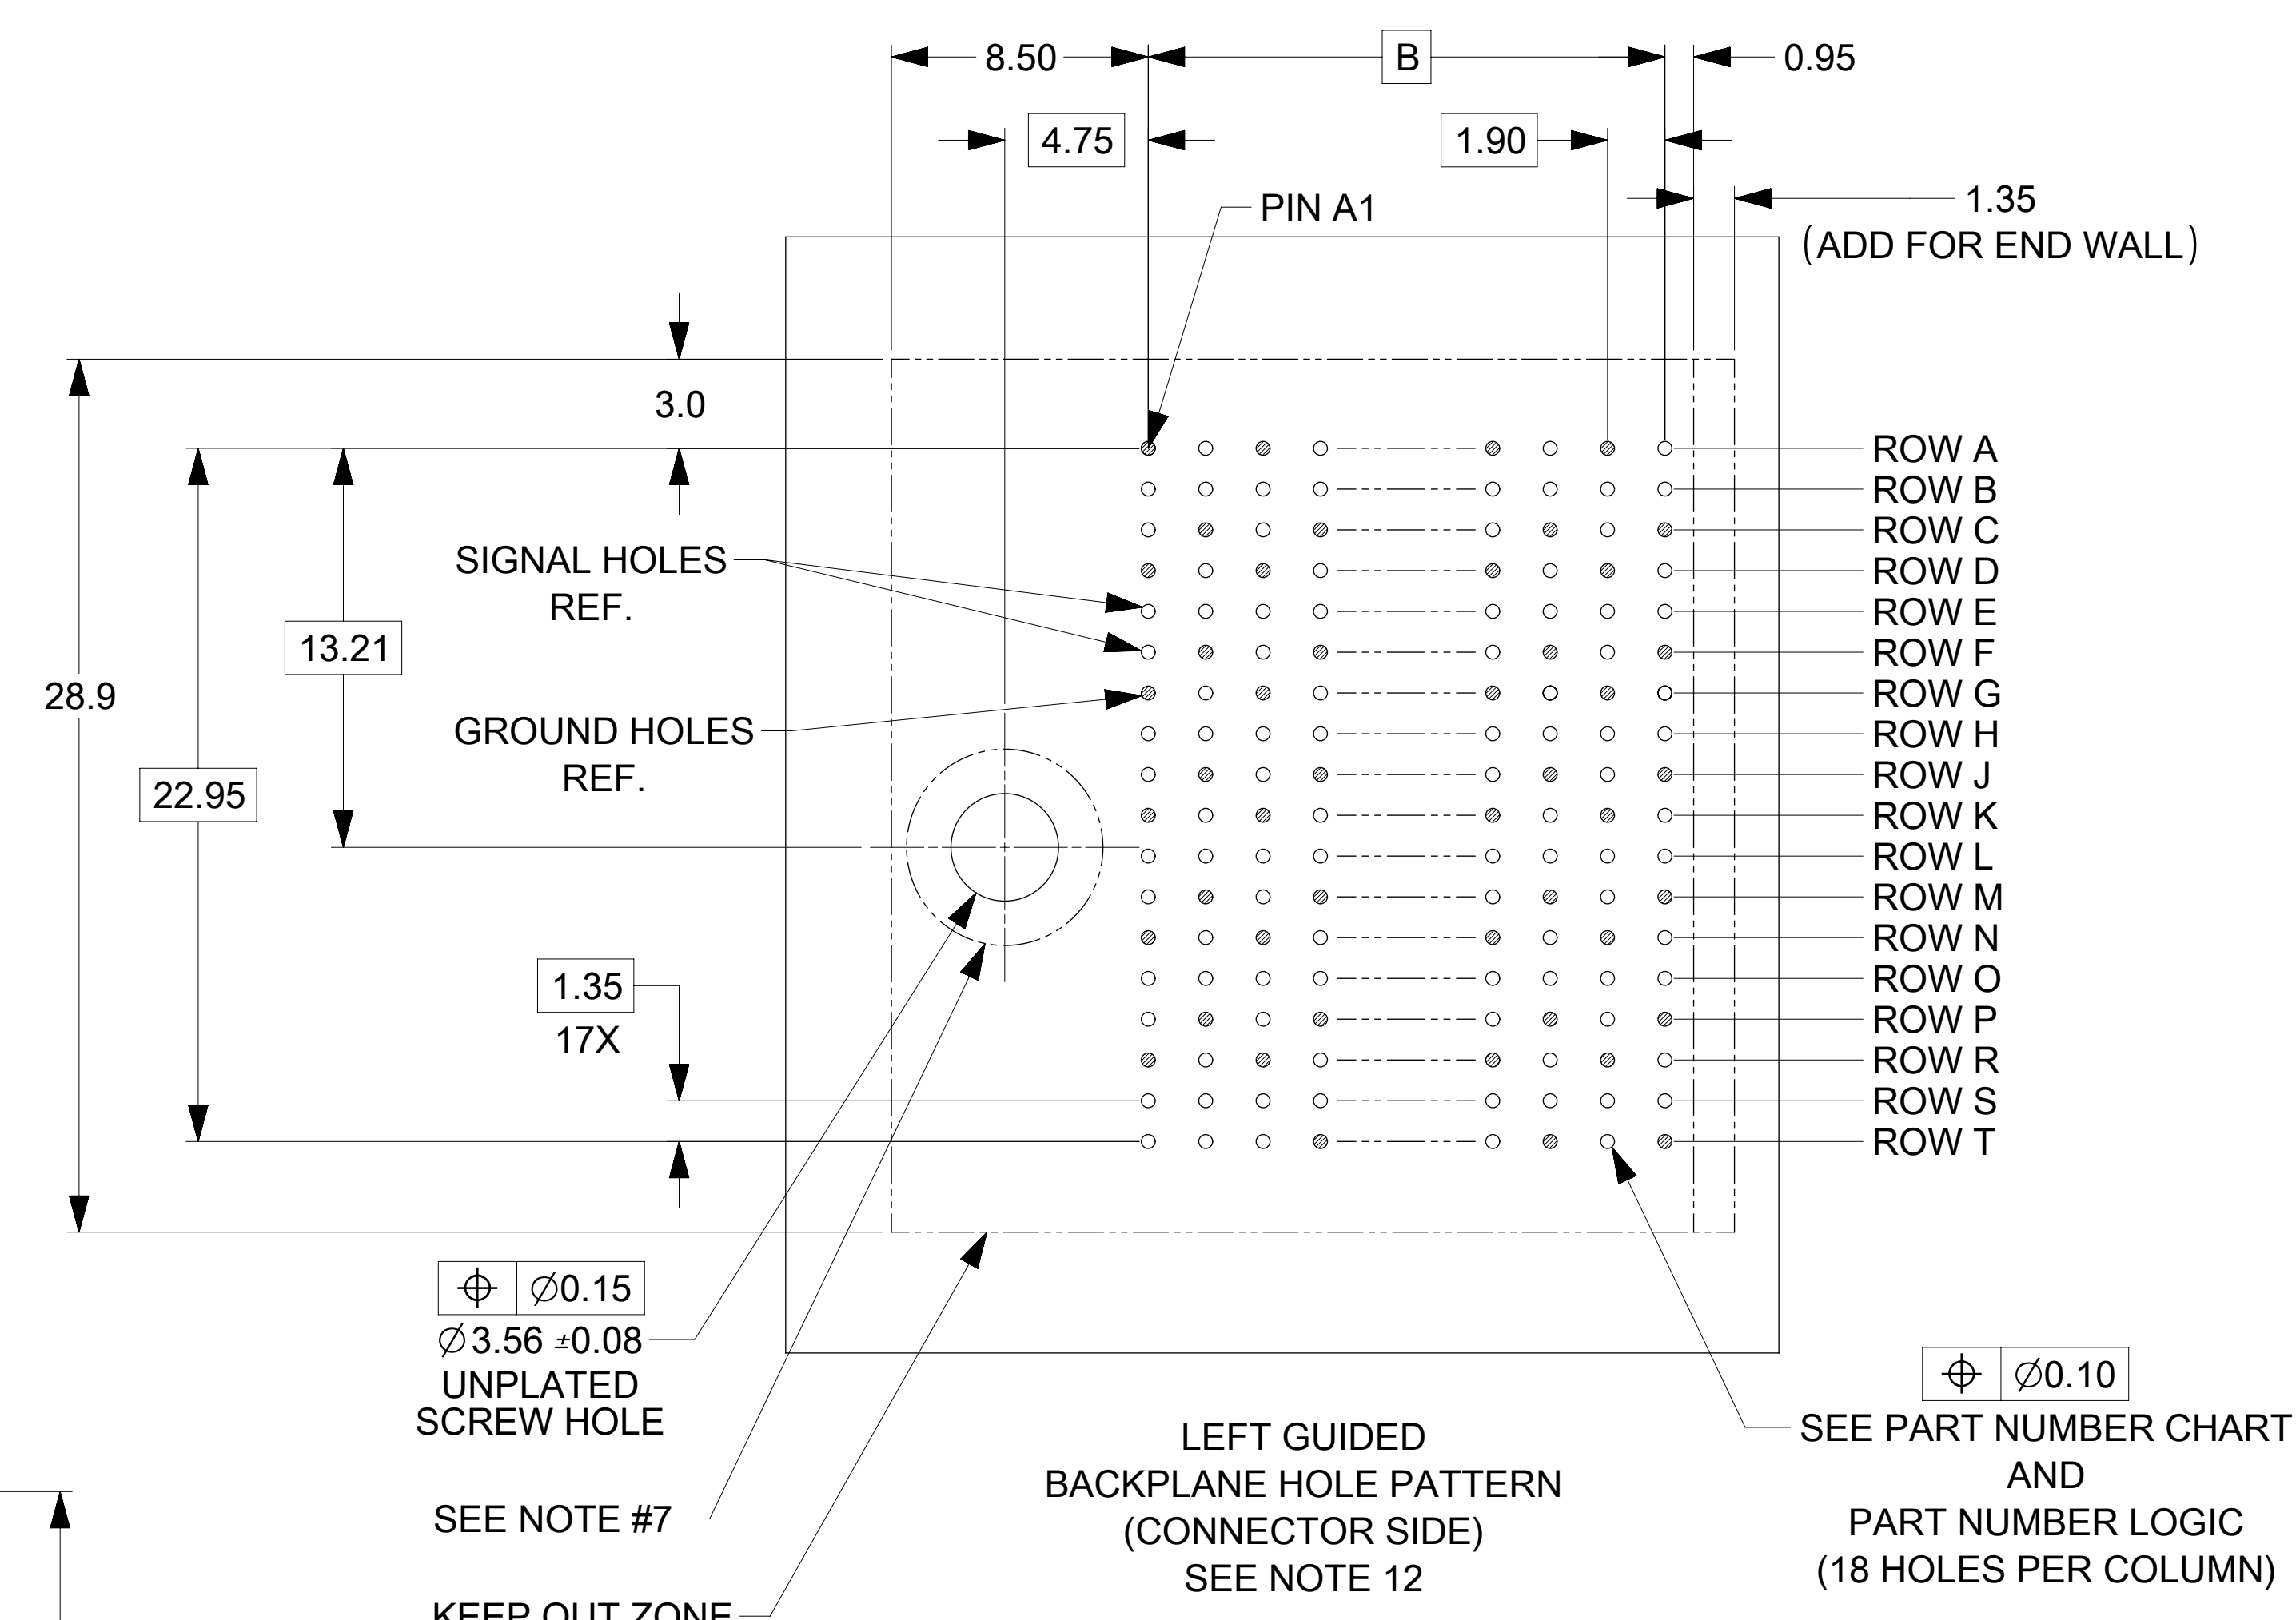 8.50
B
0.95
4.75
1.90
PIN A1
1.35
(ADD FOR END WALL)
3.0
ROW A
ROW B
ROW C
SIGNAL HOLES
REF.
ROW D
ROW E
13.21
ROW F
28.9
ROW G
GROUND HOLES
REF.
ROW H
ROW J
22.95
ROW K
ROW L
ROW M
ROW N
1.35
17X
ROW O
ROW P
ROW R
ROW S
ROW T
⌖ ∅0.15
∅3.56 ±0.08
UNPLATED
SCREW HOLE
SEE NOTE #7
KEEP OUT ZONE
LEFT GUIDED
BACKPLANE HOLE PATTERN
(CONNECTOR SIDE)
SEE NOTE 12
⌖ ∅0.10
SEE PART NUMBER CHART
AND
PART NUMBER LOGIC
(18 HOLES PER COLUMN)